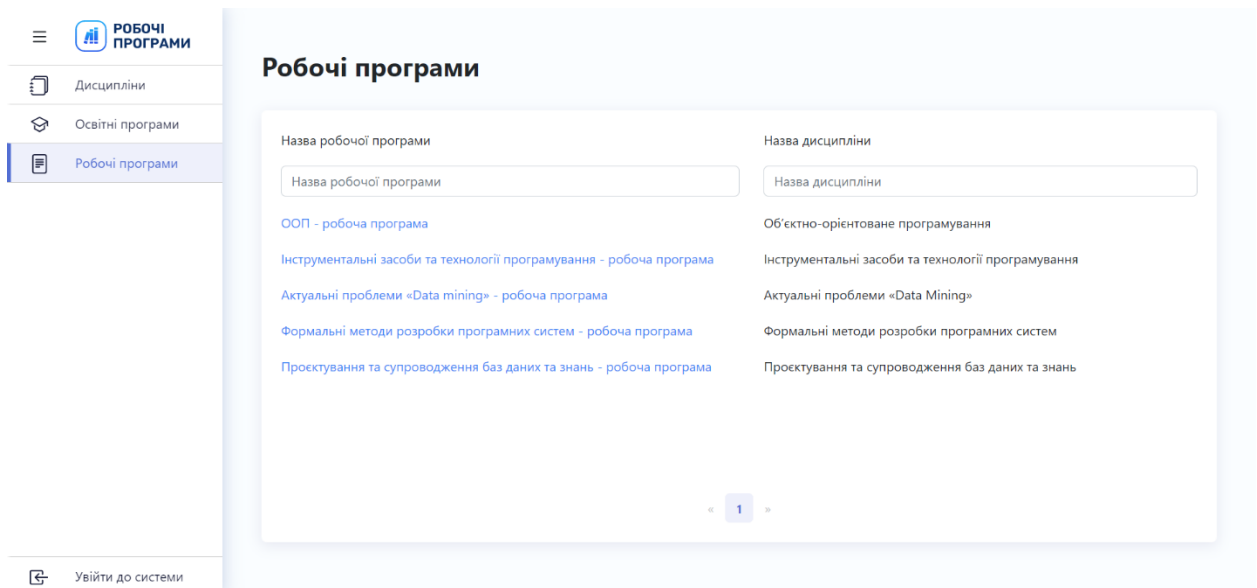 РОБОЧІ
ПРОГРАМИ
Дисципліни
Освітні програми
Робочі програми
Увійти до системи
Робочі програми
Назва робочої програми Назва дисципліни
Назва робочої програми Назва дисципліни
ООП - робоча програма Об'єктно-орієнтоване програмування
Інструментальні засоби та технології програмування - робоча програма Інструментальні засоби та технології програмування
Актуальні проблеми «Data mining» - робоча програма Актуальні проблеми «Data Mining»
Формальні методи розробки програмних систем - робоча програма Формальні методи розробки програмних систем
Проєктування та супроводження баз даних та знань - робоча програма Проєктування та супроводження баз даних та знань
« 1 »